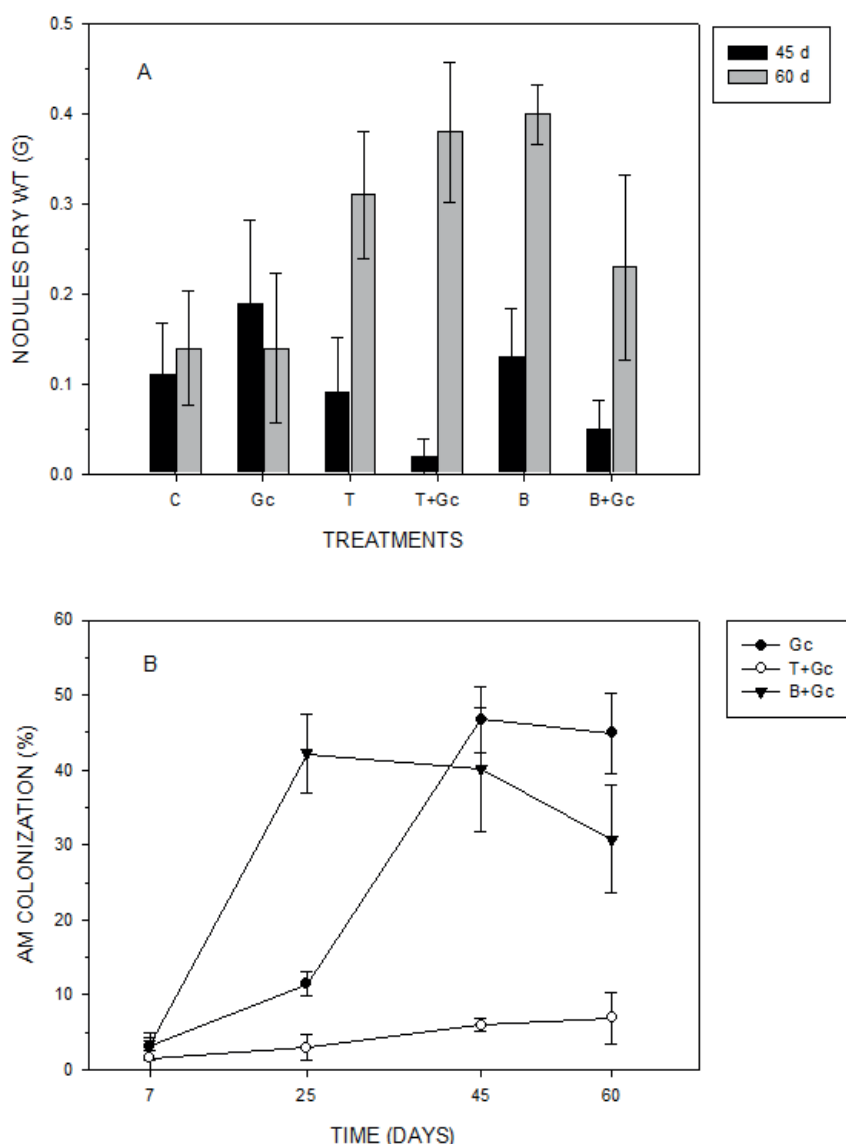 A
45 d
60 d
NODULES DRY WT (G)
0.5
0.4
0.3
0.2
0.1
0.0
C Gc T T+Gc B B+Gc
TREATMENTS
B
Gc
T+Gc
B+Gc
AM COLONIZATION (%)
60
50
40
30
20
10
0
7 25 45 60
TIME (DAYS)